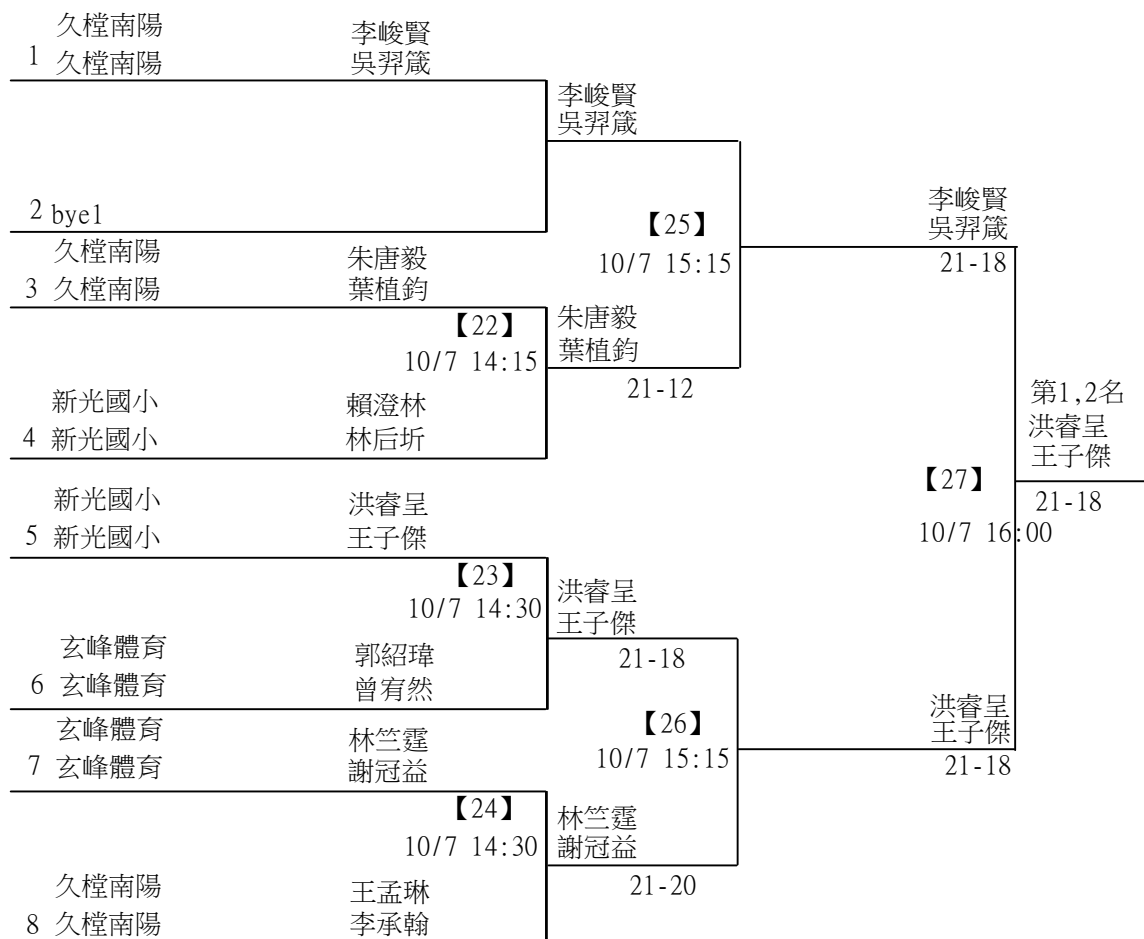 久樘南陽 李峻賢
1 久樘南陽 吳羿箴
李峻賢
吳羿箴
2 bye1
李峻賢
吳羿箴
【25】
10/7 15:15
21-18
久樘南陽 朱唐毅
3 久樘南陽 葉植鈞
【22】
10/7 14:15
朱唐毅
葉植鈞
21-12
新光國小 賴澄林
4 新光國小 林后圻
第1,2名
洪睿呈
王子傑
【27】
21-18
10/7 16:00
新光國小 洪睿呈
5 新光國小 王子傑
【23】
10/7 14:30
洪睿呈
王子傑
21-18
玄峰體育 郭紹瑋
6 玄峰體育 曾宥然
洪睿呈
王子傑
【26】
10/7 15:15
21-18
玄峰體育 林竺霆
7 玄峰體育 謝冠益
【24】
10/7 14:30
林竺霆
謝冠益
21-20
久樘南陽 王孟琳
8 久樘南陽 李承翰